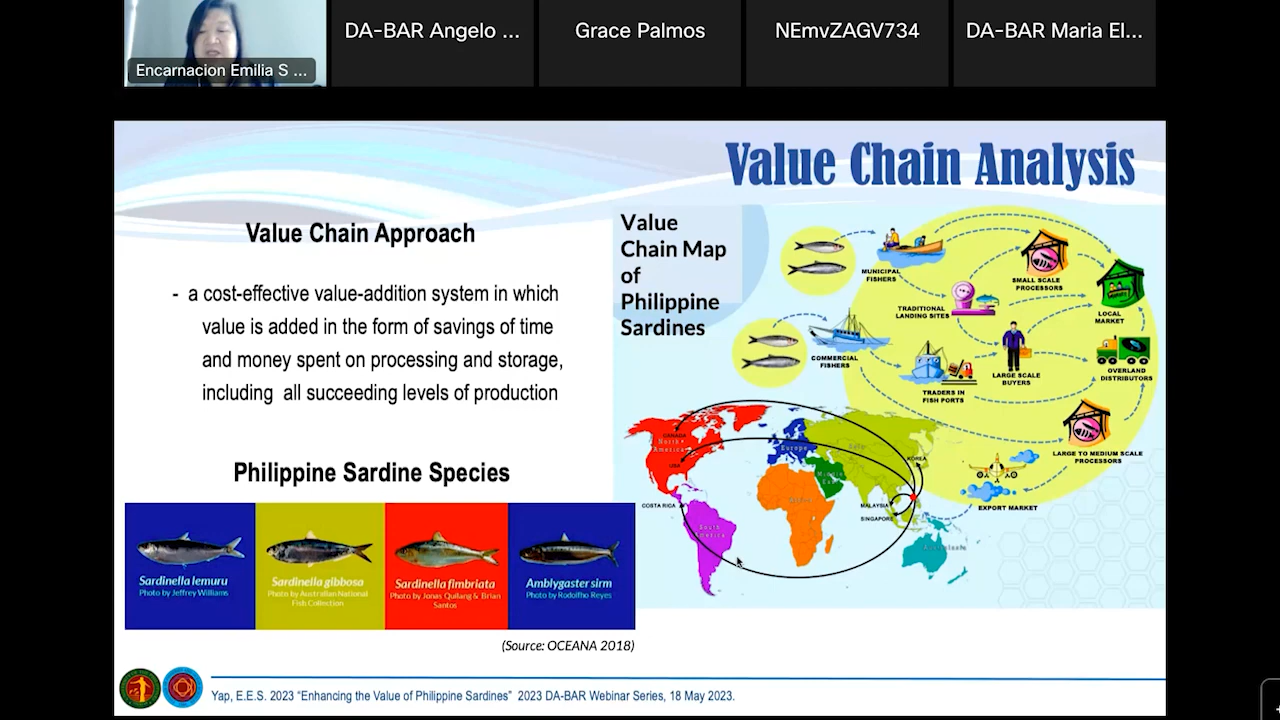 DA-BAR Angelo ...
Grace Palmos
NEmvZAGV734
DA-BAR Maria El...
Encarnacion Emilia S ...
Value Chain Analysis
Value Chain Approach
- a cost-effective value-addition system in which
value is added in the form of savings of time
and money spent on processing and storage,
including all succeeding levels of production
Philippine Sardine Species
Sardinella lemuru
Photo by Jeffrey Williams
Sardinella gibbosa
Photo by Australian National
Fish Collection
Sardinella fimbriata
Photo by Jonas Quilang & Brian
Santos
Amblygaster sirm
Photo by Rodolfho Reyes
(Source: OCEANA 2018)
Value
Chain Map
of
Philippine
Sardines
MUNICIPAL
FISHERS
SMALL SCALE
PROCESSORS
TRADITIONAL
LANDING SITES
LOCAL
MARKET
COMMERCIAL
FISHERS
LARGE SCALE
BUYERS
OVERLAND
DISTRIBUTORS
TRADERS IN
FISH PORTS
LARGE TO MEDIUM SCALE
PROCESSORS
EXPORT MARKET
CANADA
North
America
USA
COSTA RICA
South
America
Europe
Africa
Middle
East
Asia
KOREA
MALAYSIA
SINGAPORE
Yap, E.E.S. 2023 “Enhancing the Value of Philippine Sardines” 2023 DA-BAR Webinar Series, 18 May 2023.